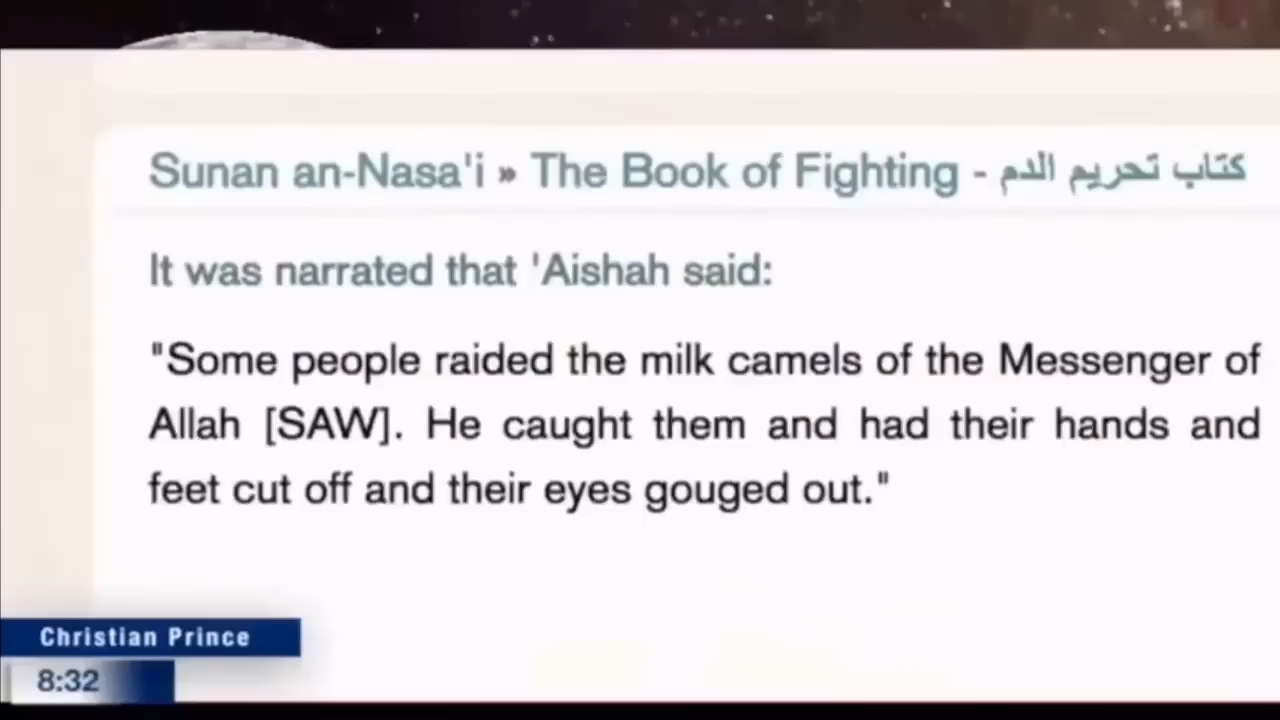 Sunan an-Nasa'i » The Book of Fighting - كتاب تحريم الدم
It was narrated that 'Aishah said:
"Some people raided the milk camels of the Messenger of
Allah [SAW]. He caught them and had their hands and
feet cut off and their eyes gouged out."
Christian Prince
8:32